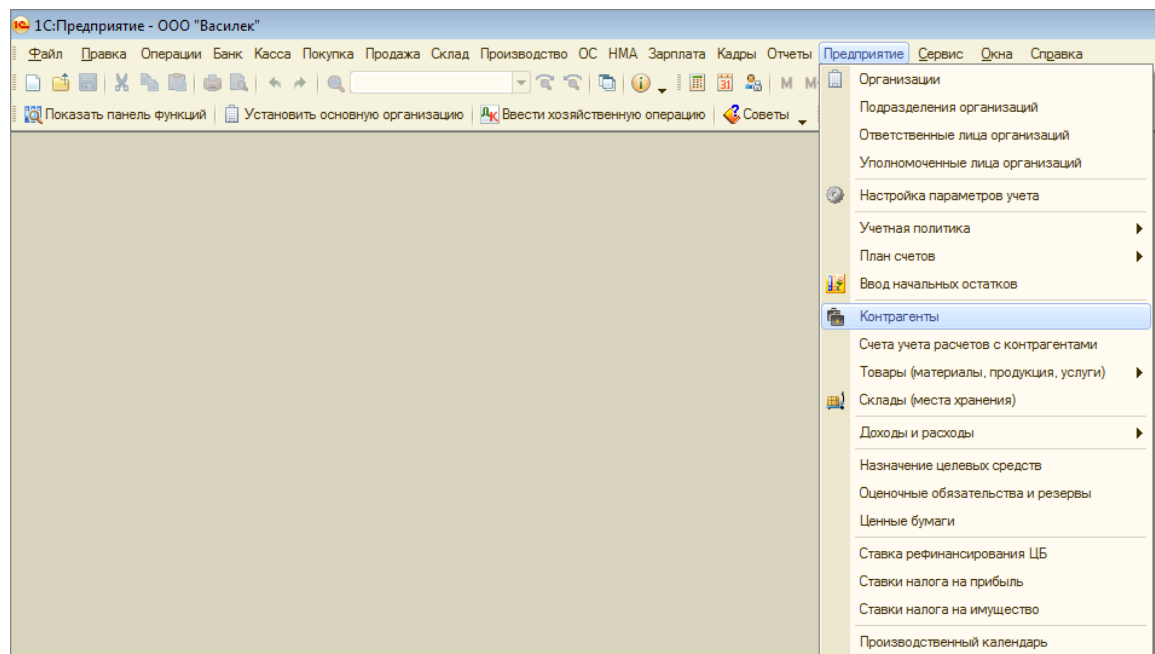 1С:Предприятие - ООО "Василек"
Файл Правка Операции Банк Касса Покупка Продажа Склад Производство ОС НМА Зарплата Кадры Отчеты Предприятие Сервис Окна Справка
31 М М
Показать панель функций Установить основную организацию Дк Ввести хозяйственную операцию Советы
Организации
Подразделения организаций
Ответственные лица организаций
Уполномоченные лица организаций
Настройка параметров учета
Учетная политика
План счетов
Ввод начальных остатков
Контрагенты
Счета учета расчетов с контрагентами
Товары (материалы, продукция, услуги)
Склады (места хранения)
Доходы и расходы
Назначение целевых средств
Оценочные обязательства и резервы
Ценные бумаги
Ставка рефинансирования ЦБ
Ставки налога на прибыль
Ставки налога на имущество
Производственный календарь